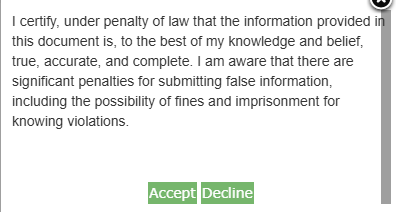 I certify, under penalty of law that the information provided in
this document is, to the best of my knowledge and belief,
true, accurate, and complete. I am aware that there are
significant penalties for submitting false information,
including the possibility of fines and imprisonment for
knowing violations.
Accept Decline